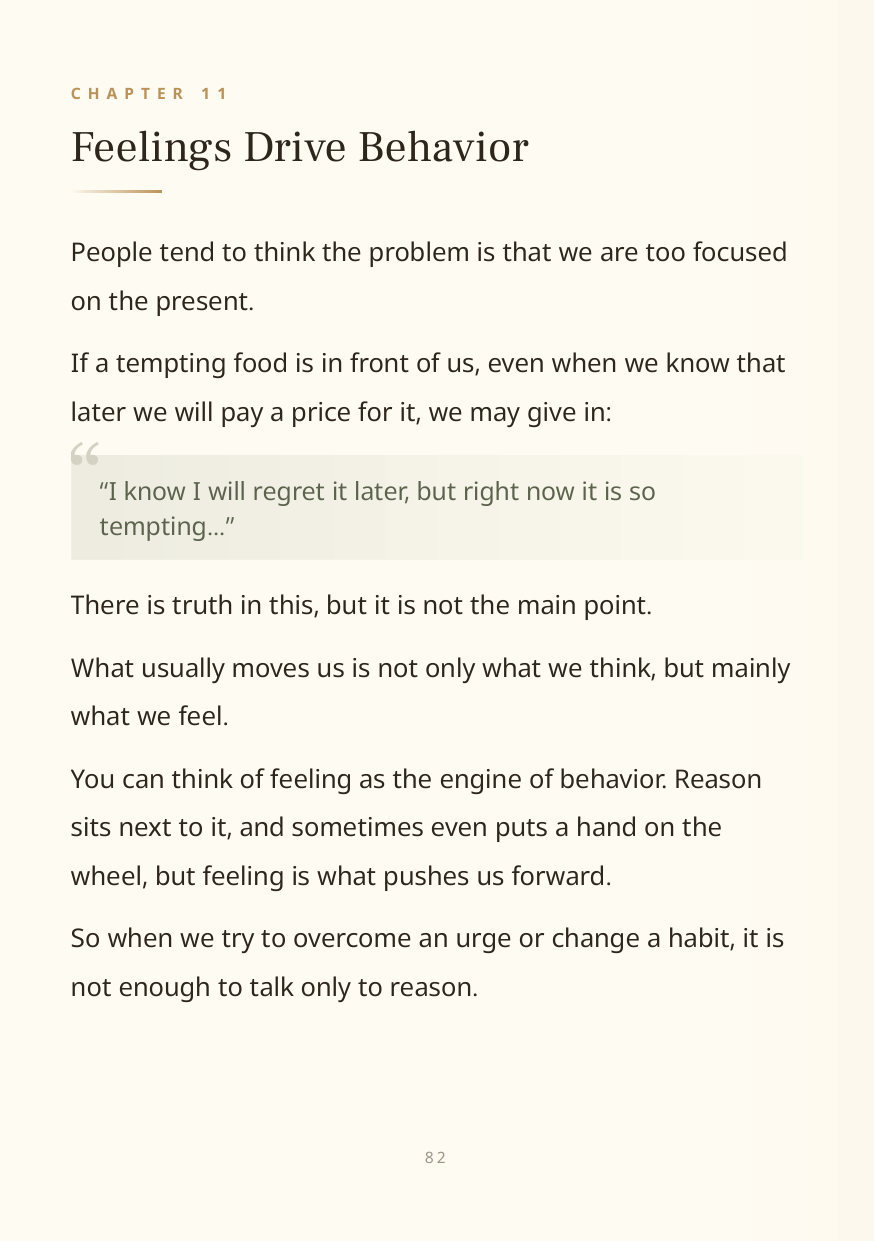 CHAPTER 11
Feelings Drive Behavior
People tend to think the problem is that we are too focused
on the present.
If a tempting food is in front of us, even when we know that
later we will pay a price for it, we may give in:
“
“I know I will regret it later, but right now it is so
tempting...”
There is truth in this, but it is not the main point.
What usually moves us is not only what we think, but mainly
what we feel.
You can think of feeling as the engine of behavior. Reason
sits next to it, and sometimes even puts a hand on the
wheel, but feeling is what pushes us forward.
So when we try to overcome an urge or change a habit, it is
not enough to talk only to reason.
82